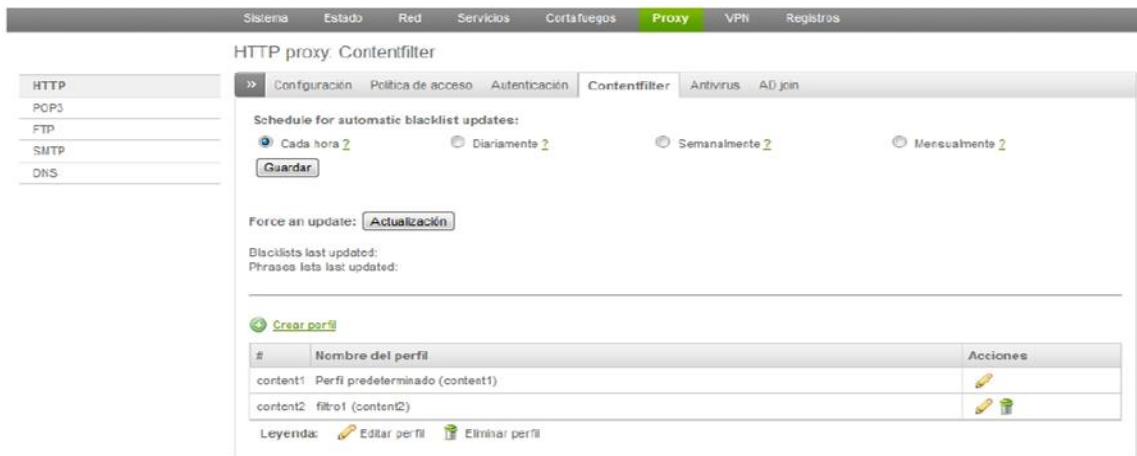 Sistema Estado Red Servicios Cortafuegos Proxy VPN Registros
HTTP proxy: Contentfilter
HTTP
POP3
FTP
SMTP
DNS
» Configuración Política de acceso Autenticación Contentfilter Antivirus AD join
Schedule for automatic blacklist updates:
Cada hora ? Diariamente ? Semanalmente ? Mensualmente ?
Guardar
Force an update: Actualización
Blacklists last updated:
Phrases lists last updated:
Crear perfil
# Nombre del perfil Acciones
content1 Perfil predeterminado (content1)
content2 filtro1 (content2)
Leyenda: Editar perfil Eliminar perfil